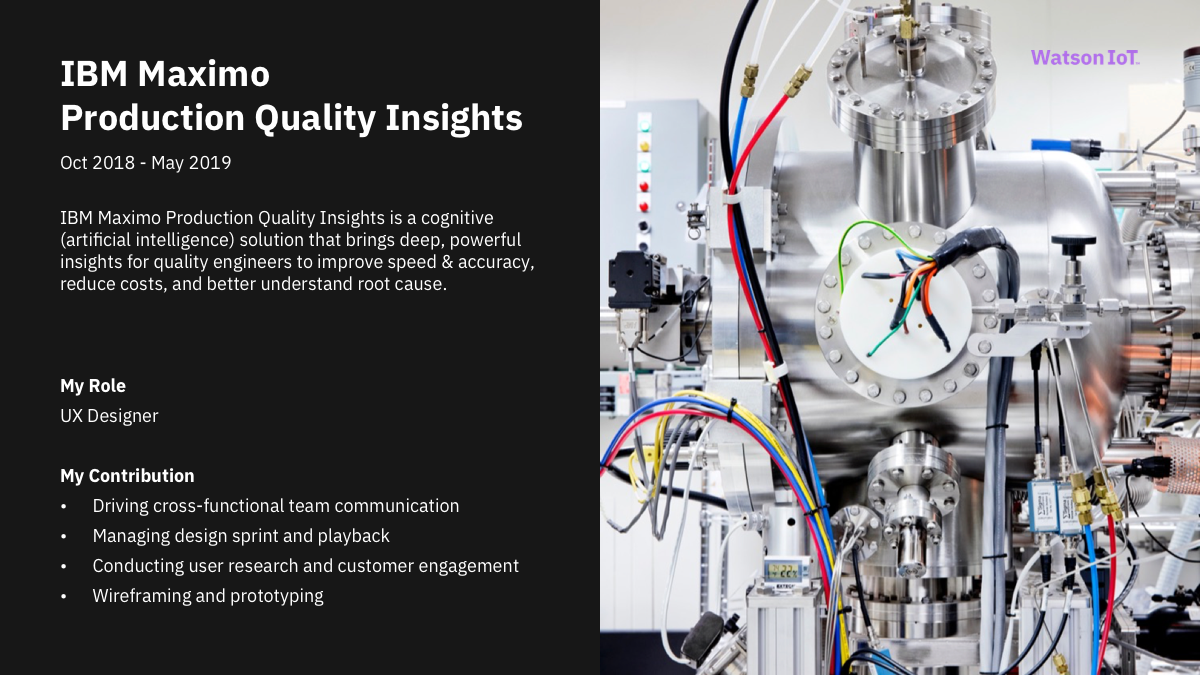 IBM Maximo
Production Quality Insights
Oct 2018 - May 2019
IBM Maximo Production Quality Insights is a cognitive
(artificial intelligence) solution that brings deep, powerful
insights for quality engineers to improve speed & accuracy,
reduce costs, and better understand root cause.
My Role
UX Designer
My Contribution
• Driving cross-functional team communication
• Managing design sprint and playback
• Conducting user research and customer engagement
• Wireframing and prototyping
Watson IoT™